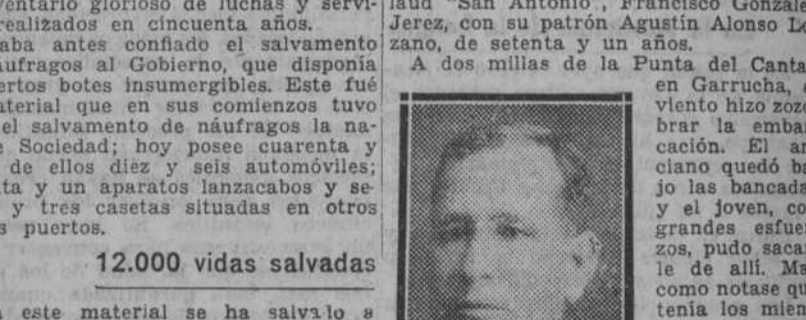 ventario glorioso de luchas y servi-
realizados en cincuenta años.
aba antes confiado el salvamento
áufragos al Gobierno, que disponía
ertos botes insumergibles. Este fué
aterial que en sus comienzos tuvo
el salvamento de náufragos la na-
e Sociedad; hoy posee cuarenta y
de ellos diez y seis automóviles;
ta y un aparatos lanzacabos y se-
y tres casetas situadas en otros
s puertos.
12.000 vidas salvadas
este material se ha salvalo a
laud "San Antonio", Francisco Gonzále
Jerez, con su patrón Agustín Alonso Lo
zano, de setenta y un años.
A dos millas de la Punta del Canta
en Garrucha,
viento hizo zozo
brar la emba
cación. El an
ciano quedó ba
jo las bancada
y el joven, co
grandes esfuer
zos, pudo sacar
le de allí. Ma
como notase qu
tenía los miem